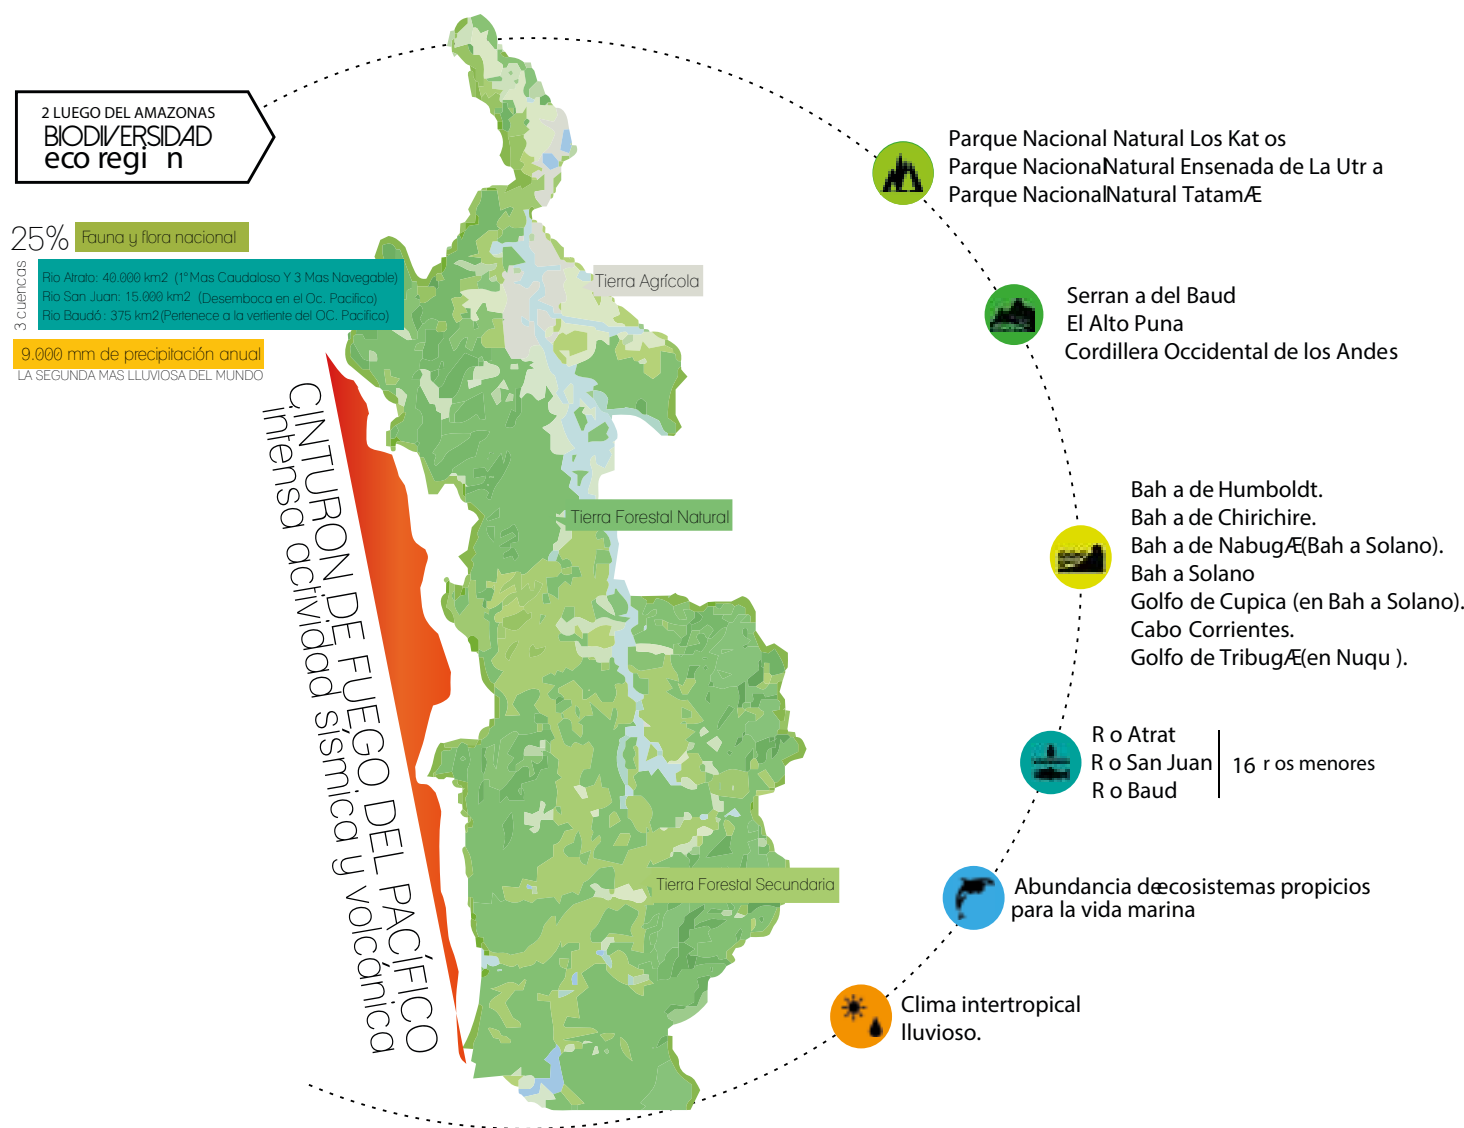 2 LUEGO DEL AMAZONAS
BIODIVERSIDAD
eco regi n
25% Fauna y flora nacional
3 cuencas
Rio Atrato: 40.000 km2 (1° Mas Caudaloso Y 3 Mas Navegable)
Rio San Juan: 15.000 km2 (Desemboca en el Oc. Pacifico)
Rio Baudó: 375 km2 (Pertenece a la vertiente del OC. Pacifico)
9.000 mm de precipitación anual
LA SEGUNDA MAS LLUVIOSA DEL MUNDO
CINTURON DE FUEGO DEL PACÍFICO
intensa actividad sísmica y volcánica
Tierra Agrícola
Tierra Forestal Natural
Tierra Forestal Secundaria
Parque Nacional Natural Los Kat os
Parque Nacional Natural Ensenada de La Utr a
Parque Nacional Natural TatamÆ
Serran a del Baud
El Alto Puna
Cordillera Occidental de los Andes
Bah a de Humboldt.
Bah a de Chirichire.
Bah a de NabugÆ(Bah a Solano).
Bah a Solano
Golfo de Cupica (en Bah a Solano).
Cabo Corrientes.
Golfo de TribugÆ(en Nuqu ).
R o Atrat
R o San Juan
R o Baud
16 r os menores
Abundancia deæcosistemas propicios
para la vida marina
Clima intertropical
lluvioso.